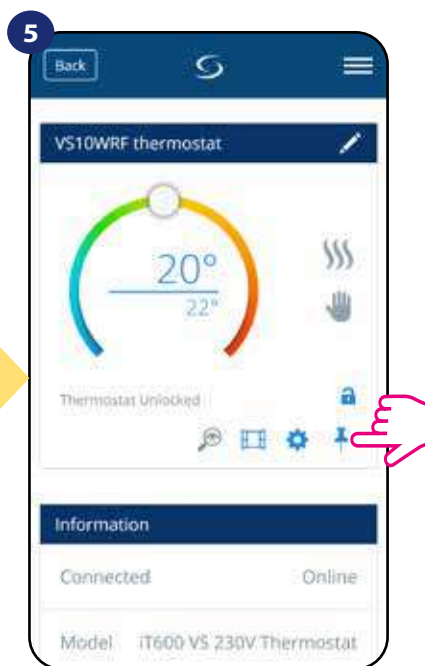 5
Back
VS10WRF thermostat
20°
22°
Thermostat Unlocked
Information
Connected Online
Model iT600 VS 230V Thermostat